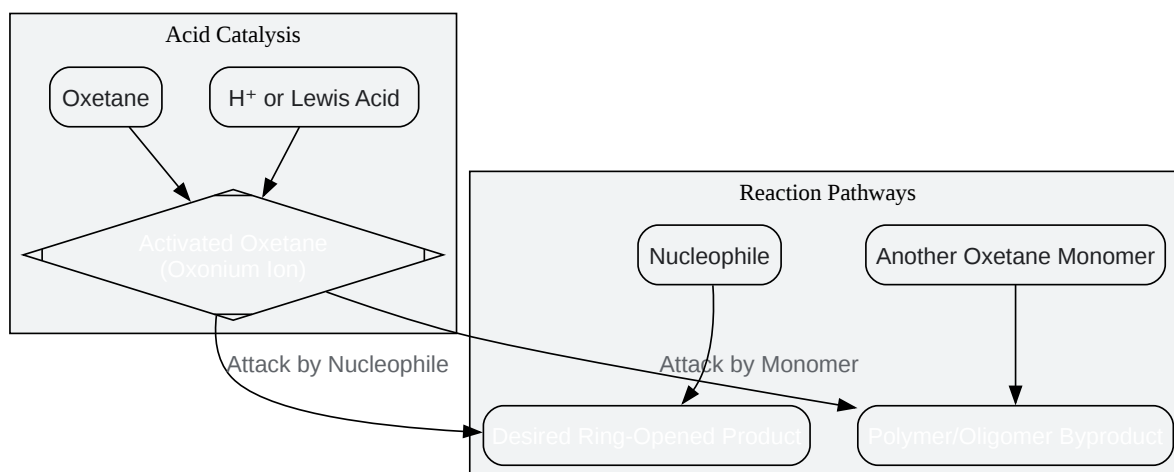 Acid Catalysis
Oxetane
H⁺ or Lewis Acid
Activated Oxetane
(Oxonium Ion)
Reaction Pathways
Nucleophile
Another Oxetane Monomer
Attack by Nucleophile
Attack by Monomer
Desired Ring-Opened Product
Polymer/Oligomer Byproduct